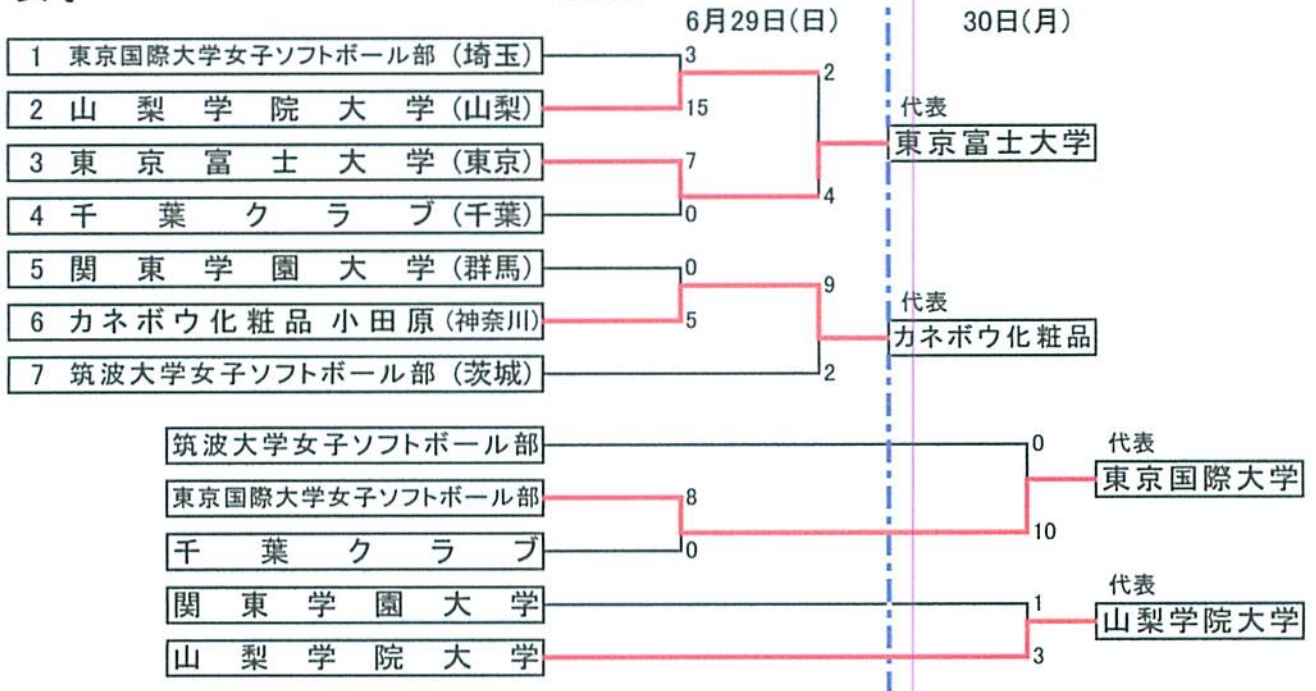 6月29日(日) 30日(月)
1 東京国際大学女子ソフトボール部 (埼玉) 3
2
2 山梨学院大学 (山梨) 15
代表
東京富士大学
3 東京富士大学 (東京) 7
4
4 千葉クラブ (千葉) 0
5 関東学園大学 (群馬) 0
9
代表
6 カネボウ化粧品 小田原 (神奈川) 5
カネボウ化粧品
7 筑波大学女子ソフトボール部 (茨城) 2
筑波大学女子ソフトボール部 0
代表
東京国際大学
東京国際大学女子ソフトボール部 8
10
千葉クラブ 0
代表
関東学園大学 1
山梨学院大学
山梨学院大学 3